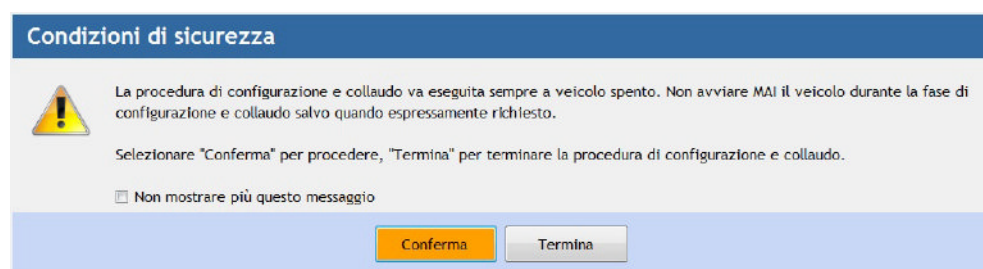 Condizioni di sicurezza
La procedura di configurazione e collaudo va eseguita sempre a veicolo spento. Non avviare MAI il veicolo durante la fase di
configurazione e collaudo salvo quando espressamente richiesto.
Selezionare "Conferma" per procedere, "Termina" per terminare la procedura di configurazione e collaudo.
Non mostrare più questo messaggio
Conferma
Termina